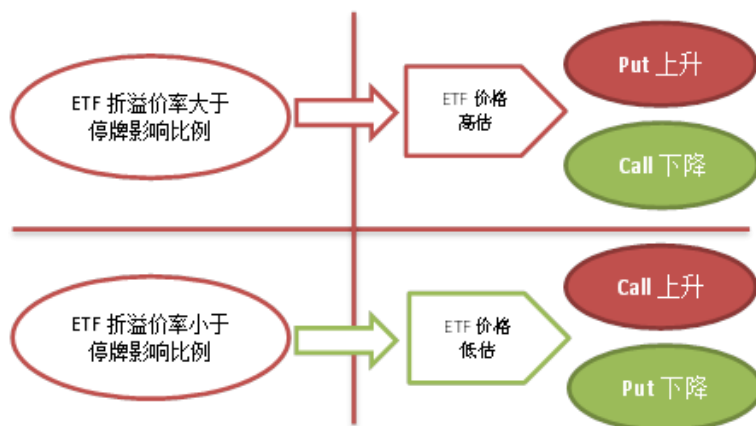 ETF 折溢价率大于
停牌影响比例
ETF 价格
高估
Put 上升
Call 下降
ETF 折溢价率小于
停牌影响比例
ETF 价格
低估
Call 上升
Put 下降